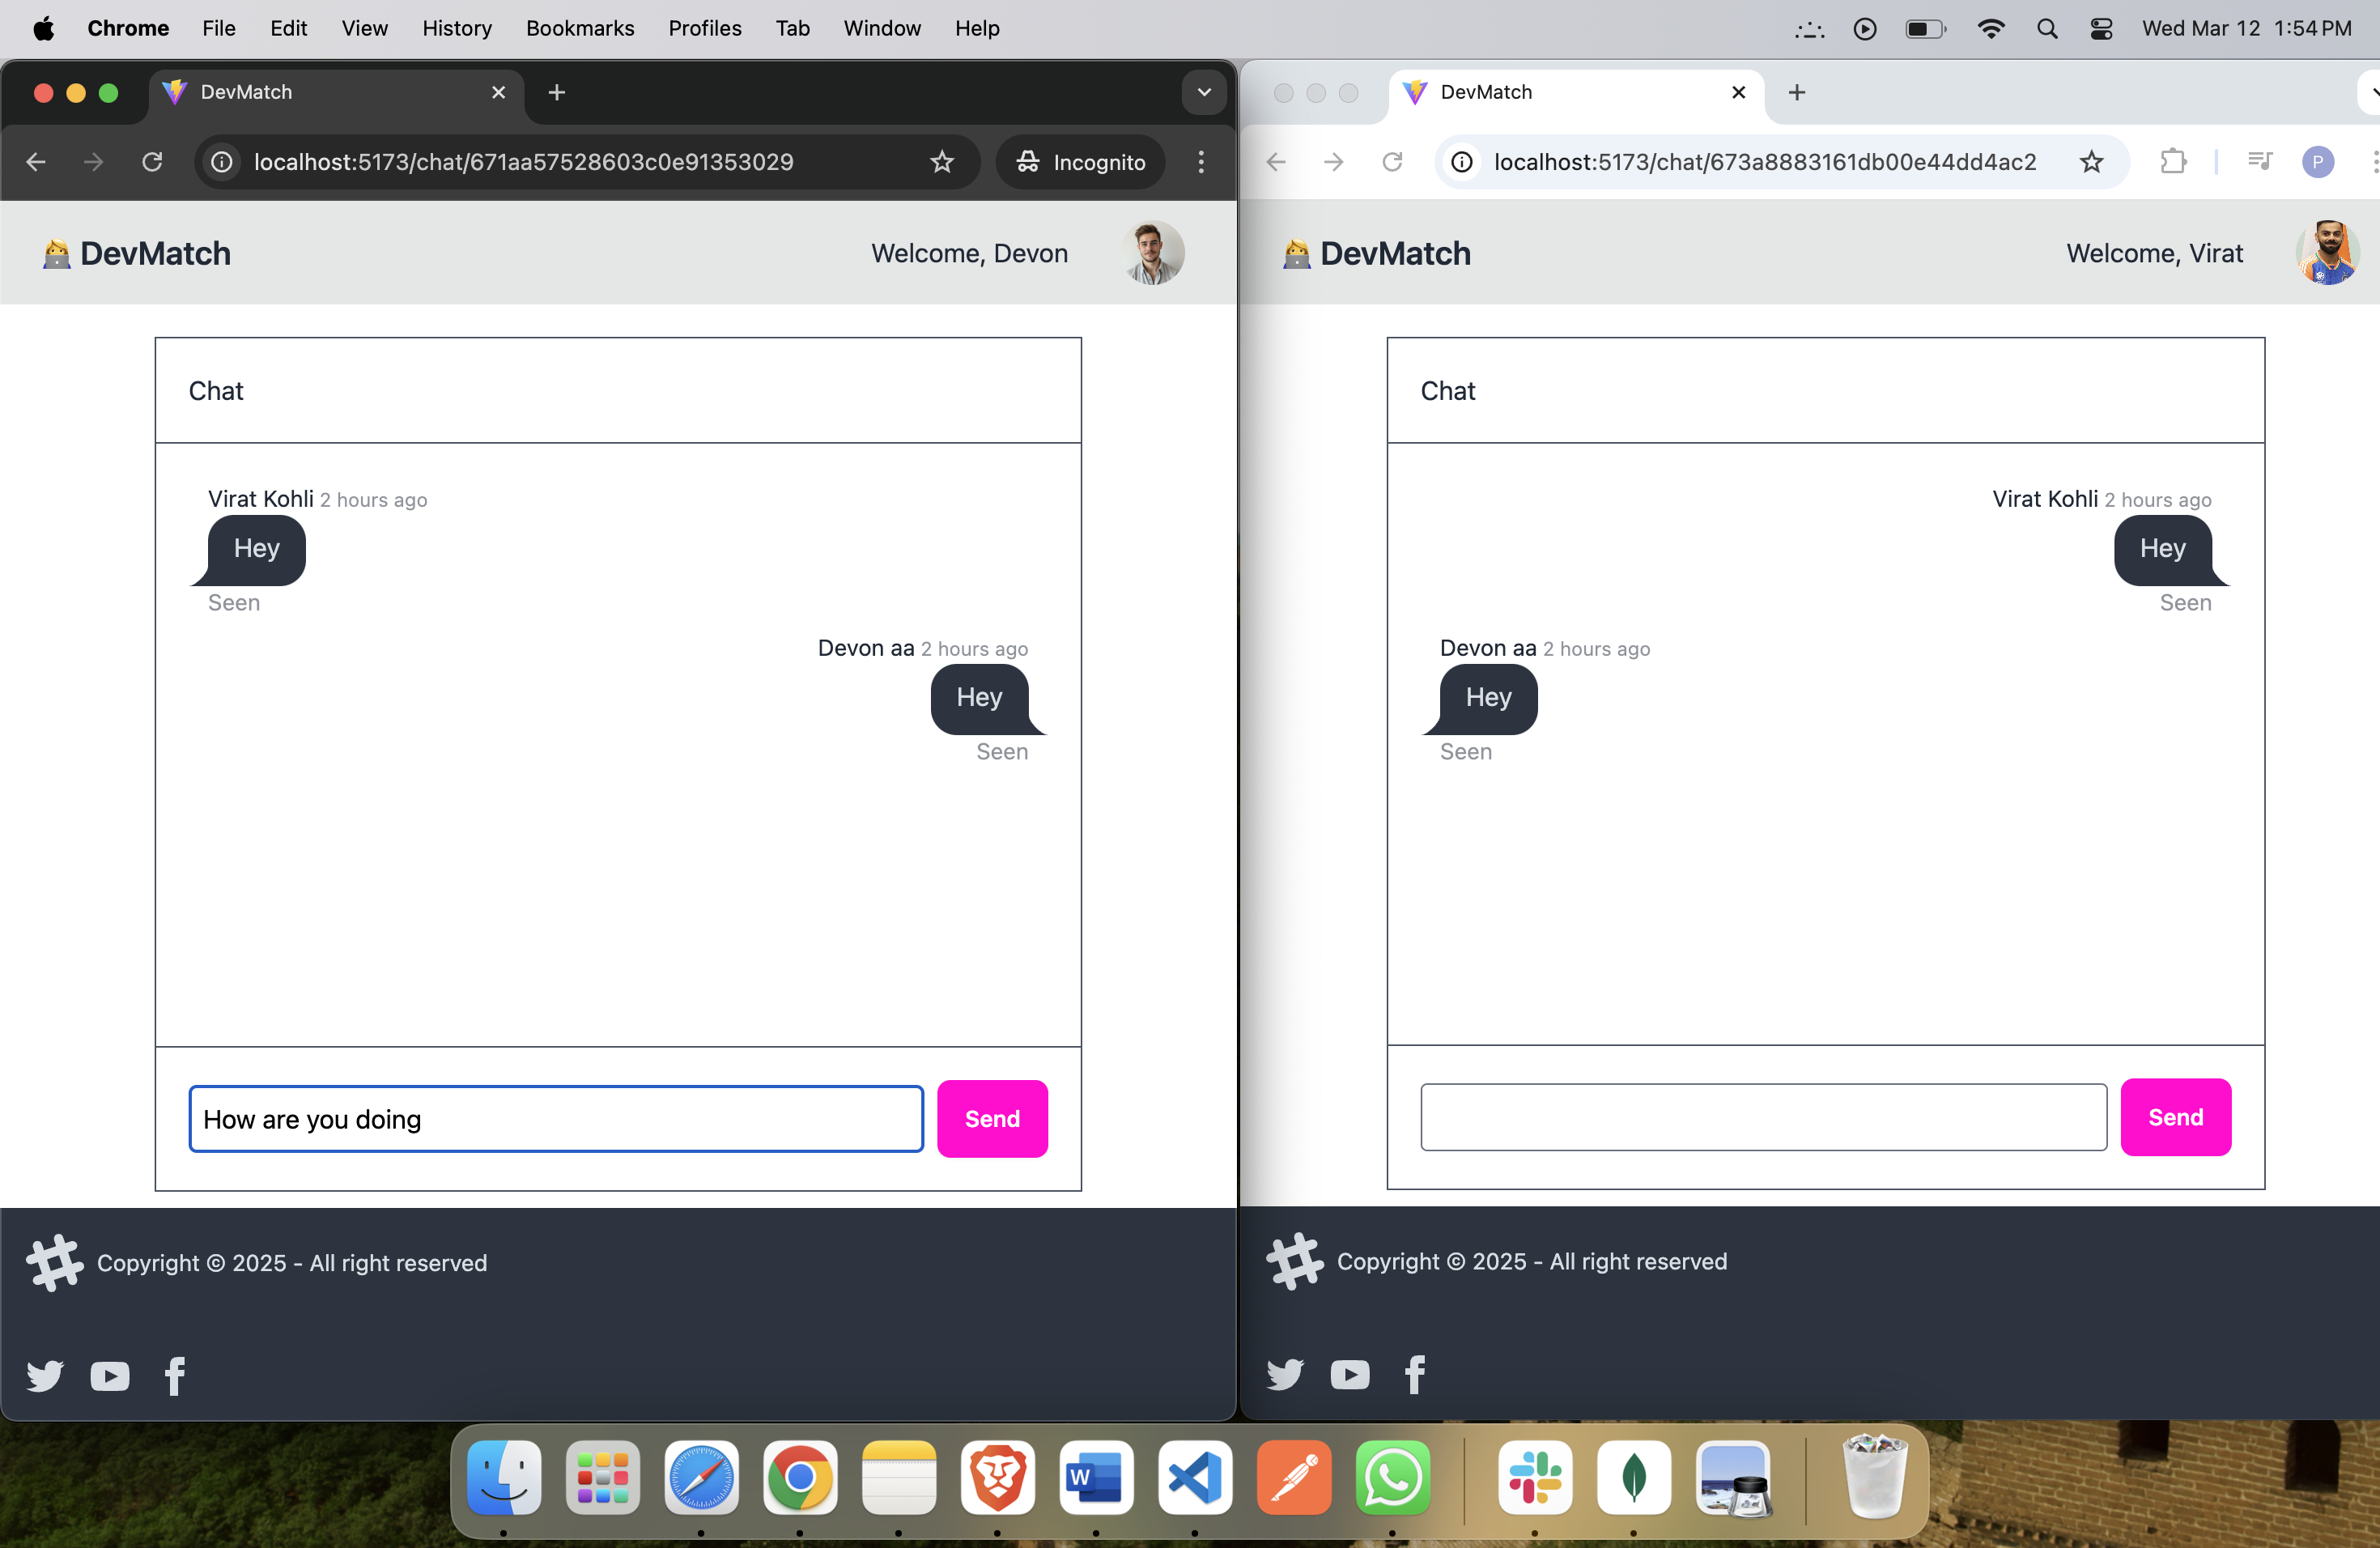 Chrome File Edit View History Bookmarks Profiles Tab Window Help Wed Mar 12 1:54 PM
DevMatch
localhost:5173/chat/671aa57528603c0e91353029 Incognito
DevMatch Welcome, Devon
Chat
Virat Kohli 2 hours ago
Hey
Seen
Devon aa 2 hours ago
Hey
Seen
How are you doing Send
Copyright © 2025 - All right reserved
DevMatch
localhost:5173/chat/673a8883161db00e44dd4ac2 P
DevMatch Welcome, Virat
Chat
Virat Kohli 2 hours ago
Hey
Seen
Devon aa 2 hours ago
Hey
Seen
Send
Copyright © 2025 - All right reserved
W